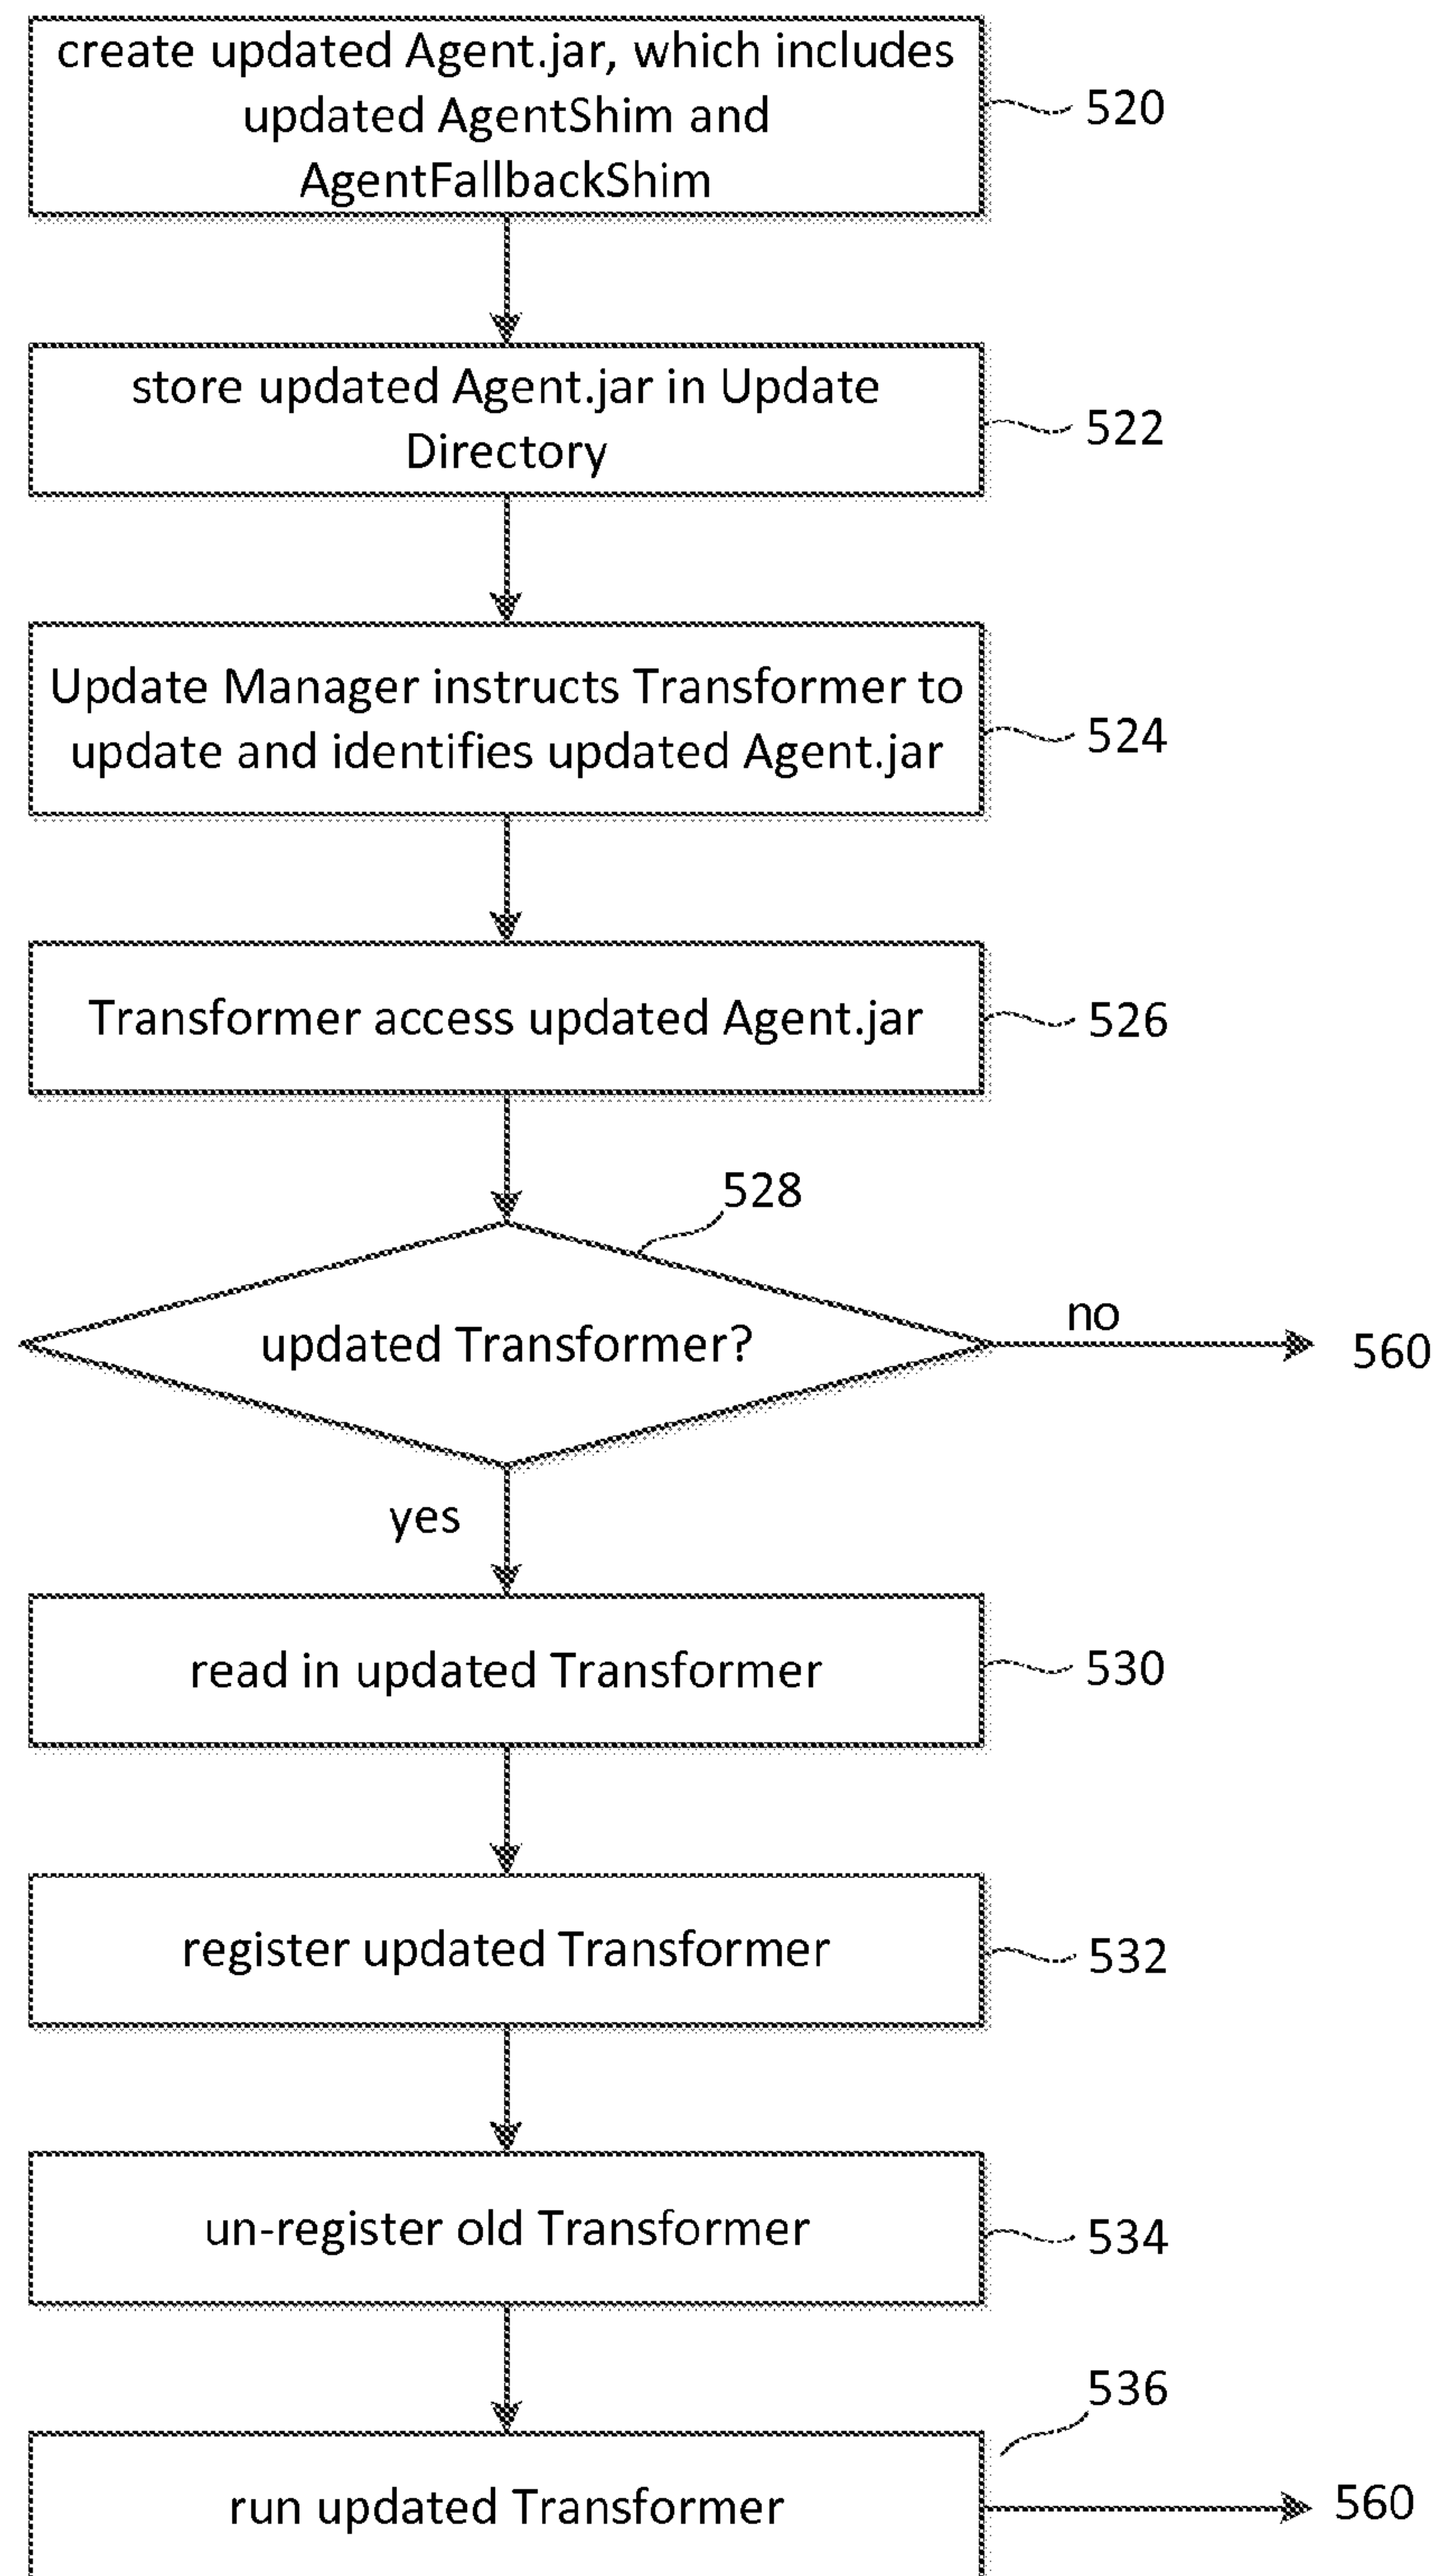 create updated Agent.jar, which includes
updated AgentShim and
AgentFallbackShim
520
store updated Agent.jar in Update
Directory
522
Update Manager instructs Transformer to
update and identifies updated Agent.jar
524
Transformer access updated Agent.jar
526
528
updated Transformer?
no
560
yes
read in updated Transformer
530
register updated Transformer
532
un-register old Transformer
534
536
run updated Transformer
560